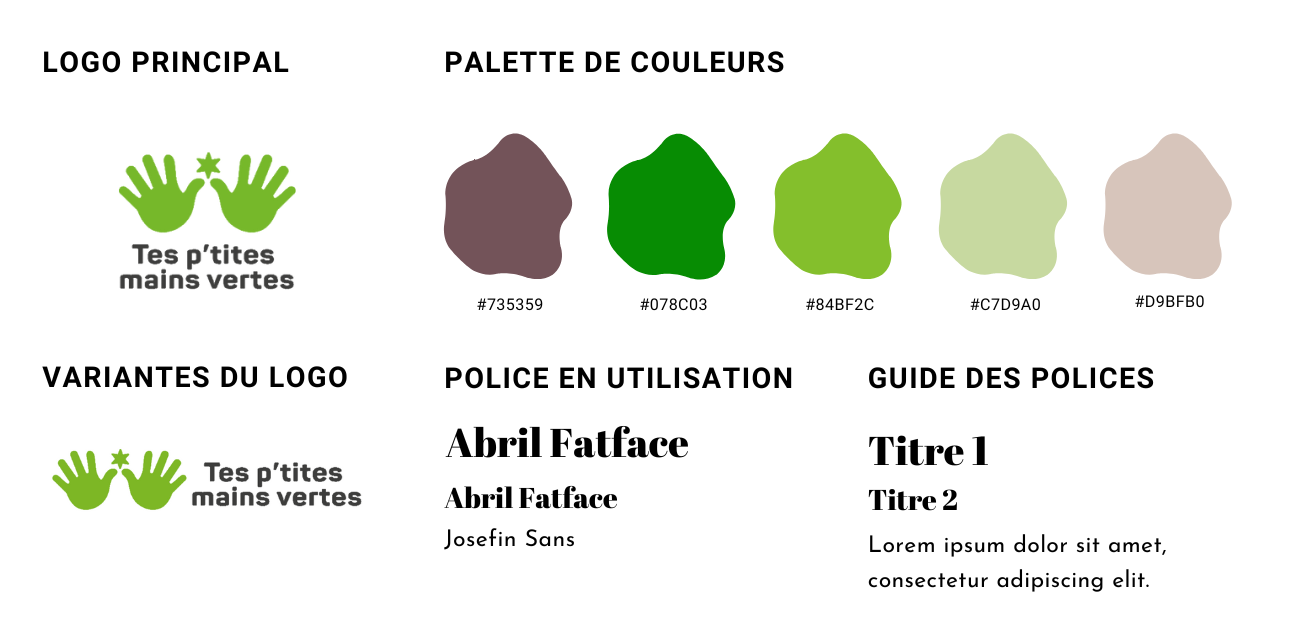 LOGO PRINCIPAL
Tes p'tites
mains vertes
PALETTE DE COULEURS
#735359
#078C03
#84BF2C
#C7D9A0
#D9BFB0
VARIANTES DU LOGO
Tes p'tites
mains vertes
POLICE EN UTILISATION
Abril Fatface
Abril Fatface
Josefin Sans
GUIDE DES POLICES
Titre 1
Titre 2
Lorem ipsum dolor sit amet,
consectetur adipiscing elit.